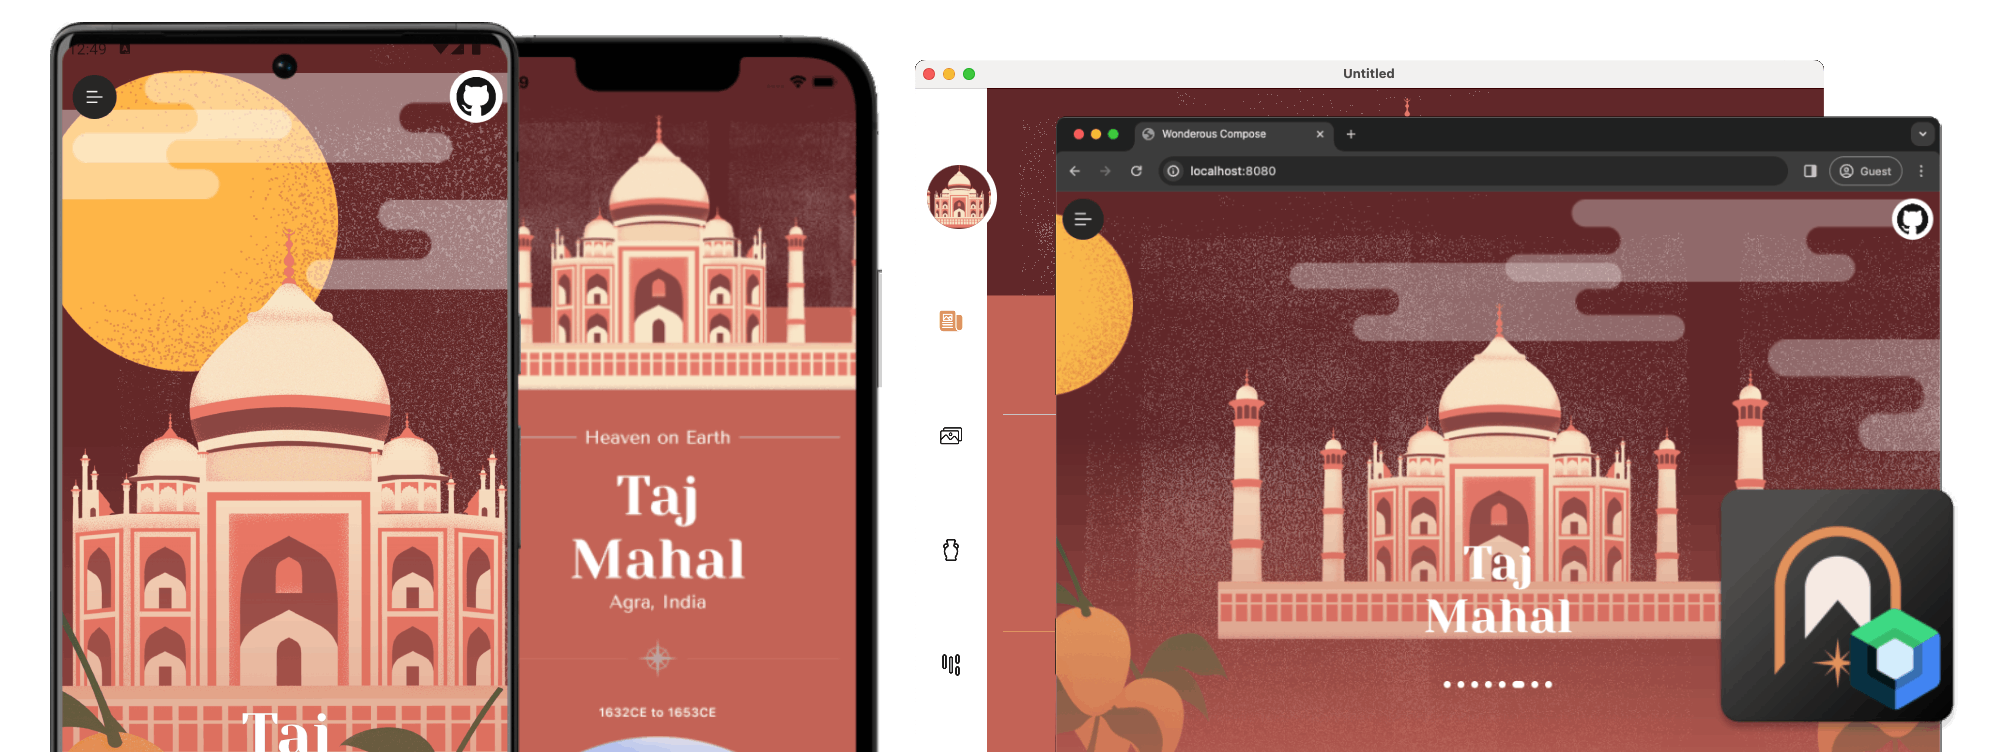 12:49
Taj
9
Heaven on Earth
Taj
Mahal
Agra, India
1632CE to 1653CE
Untitled
Wonderous Compose
localhost:8080
Guest
Taj
Mahal